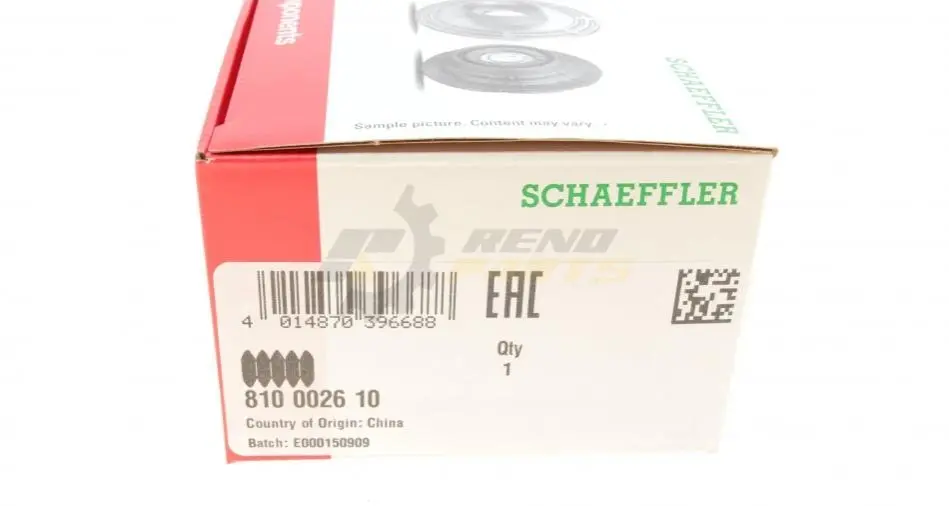 mponents
SCHAEFFLER
Sample picture. Content may vary.
SCHAEFFLER
RENO
PARTS
4 014870 396688
EAC
Qty
1
810 0026 10
Country of Origin: China
Batch: E000150909